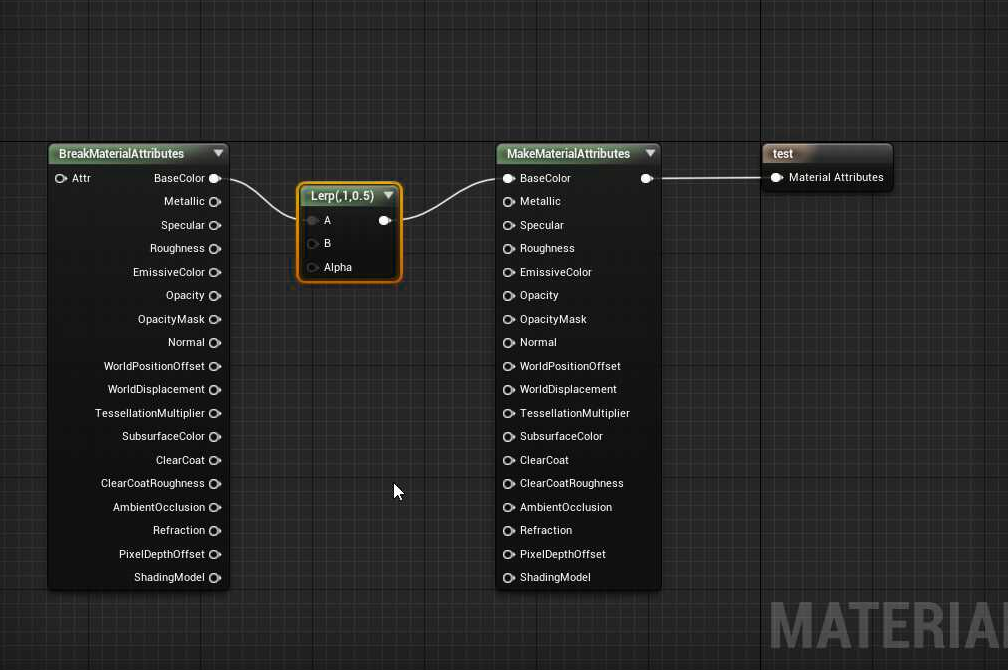 BreakMaterialAttributes
Attr
BaseColor
Metallic
Specular
Roughness
EmissiveColor
Opacity
OpacityMask
Normal
WorldPositionOffset
WorldDisplacement
TessellationMultiplier
SubsurfaceColor
ClearCoat
ClearCoatRoughness
AmbientOcclusion
Refraction
PixelDepthOffset
ShadingModel
Lerp(,1,0.5)
A
B
Alpha
MakeMaterialAttributes
BaseColor
Metallic
Specular
Roughness
EmissiveColor
Opacity
OpacityMask
Normal
WorldPositionOffset
WorldDisplacement
TessellationMultiplier
SubsurfaceColor
ClearCoat
ClearCoatRoughness
AmbientOcclusion
Refraction
PixelDepthOffset
ShadingModel
test
Material Attributes
MATERIA